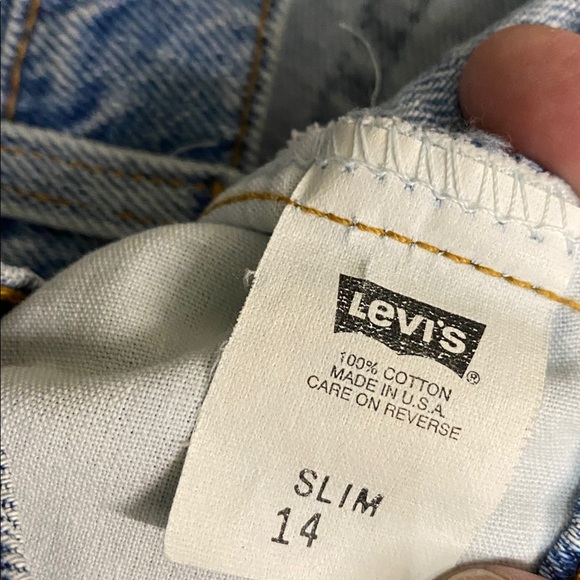 Levi's
®
100% COTTON
MADE IN U.S.A.
CARE ON REVERSE
SLIM
14